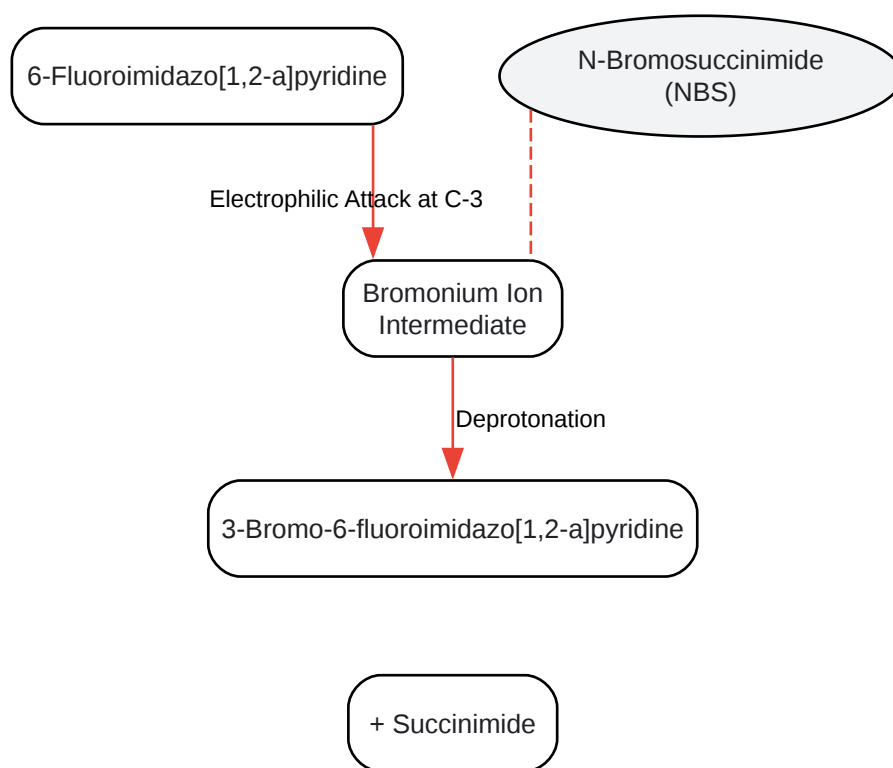 6-Fluoroimidazo[1,2-a]pyridine
N-Bromosuccinimide
(NBS)
Electrophilic Attack at C-3
Bromonium Ion
Intermediate
Deprotonation
3-Bromo-6-fluoroimidazo[1,2-a]pyridine
+ Succinimide